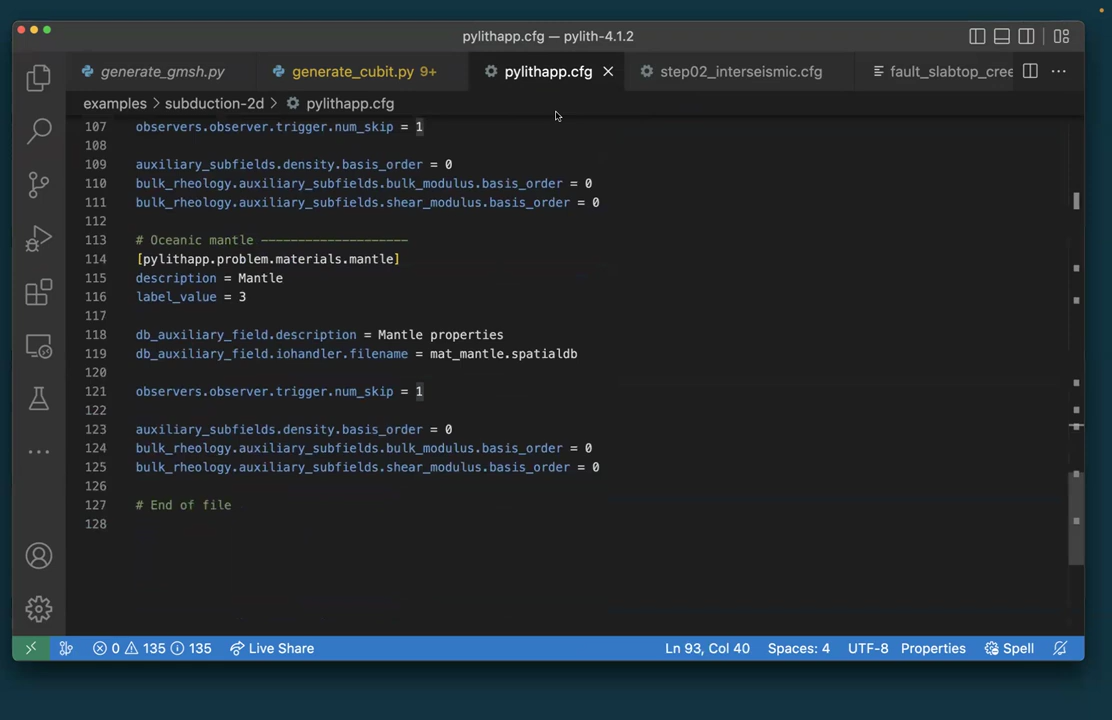 pylithapp.cfg — pylith-4.1.2
generate_gmsh.py
generate_cubit.py 9+
pylithapp.cfg
step02_interseismic.cfg
fault_slabtop_cree
examples > subduction-2d > pylithapp.cfg
107 observers.observer.trigger.num_skip = 1
108
109 auxiliary_subfields.density.basis_order = 0
110 bulk_rheology.auxiliary_subfields.bulk_modulus.basis_order = 0
111 bulk_rheology.auxiliary_subfields.shear_modulus.basis_order = 0
112
113 # Oceanic mantle --------------------
114 [pylithapp.problem.materials.mantle]
115 description = Mantle
116 label_value = 3
117
118 db_auxiliary_field.description = Mantle properties
119 db_auxiliary_field.iohandler.filename = mat_mantle.spatialdb
120
121 observers.observer.trigger.num_skip = 1
122
123 auxiliary_subfields.density.basis_order = 0
124 bulk_rheology.auxiliary_subfields.bulk_modulus.basis_order = 0
125 bulk_rheology.auxiliary_subfields.shear_modulus.basis_order = 0
126
127 # End of file
128
0 135 135 Live Share Ln 93, Col 40 Spaces: 4 UTF-8 Properties Spell